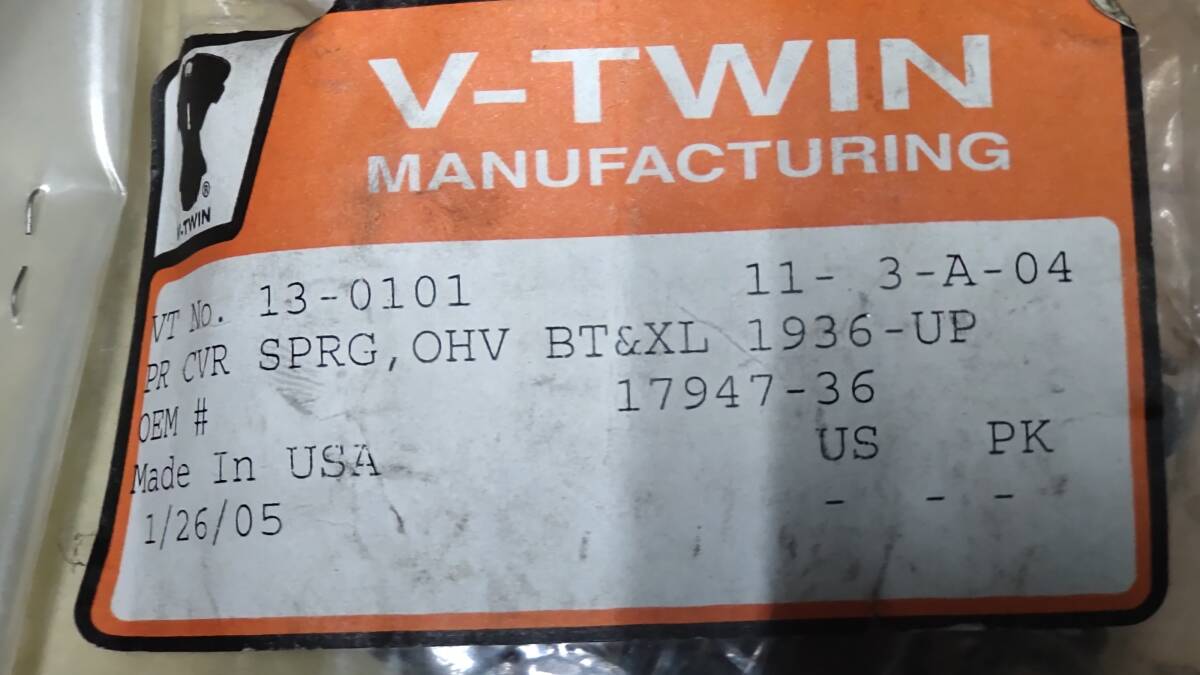 V-TWIN
MANUFACTURING
®
V-TWIN
VT No. 13-0101 11- 3-A-04
PR CVR SPRG,OHV BT&XL 1936-UP
OEM # 17947-36
Made In USA US PK
1/26/05 - - -